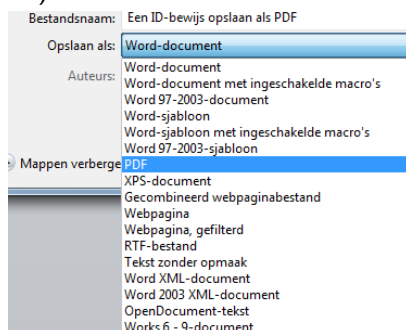 Bestandsnaam: Een ID-bewijs opslaan als PDF
Opslaan als: Word-document
Auteurs:
Word-document
Word-document met ingeschakelde macro's
Word 97-2003-document
Word-sjabloon
Word-sjabloon met ingeschakelde macro's
Word 97-2003-sjabloon
Mappen verberge
PDF
XPS-document
Gecombineerd webpaginabestand
Webpagina
Webpagina, gefilterd
RTF-bestand
Tekst zonder opmaak
Word XML-document
Word 2003 XML-document
OpenDocument-tekst
Works 6 - 9-document